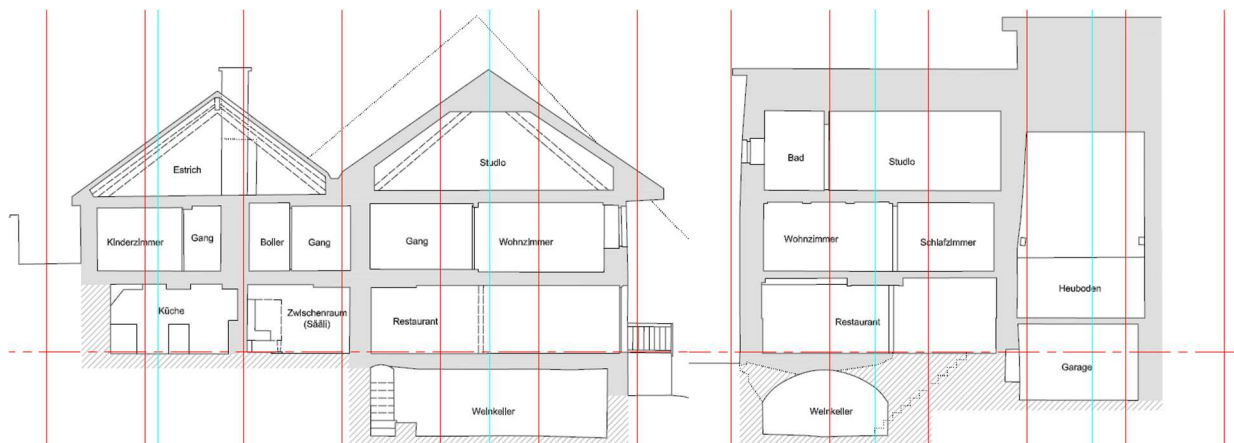 Estrich
Studio
Kinderzimmer
Gang
Boiler
Gang
Gang
Wohnzimmer
Küche
Zwischenraum
(Sääli)
Restaurant
Weinkeller
Bad
Studio
Wohnzimmer
Schlafzimmer
Heuboden
Restaurant
Garage
Weinkeller